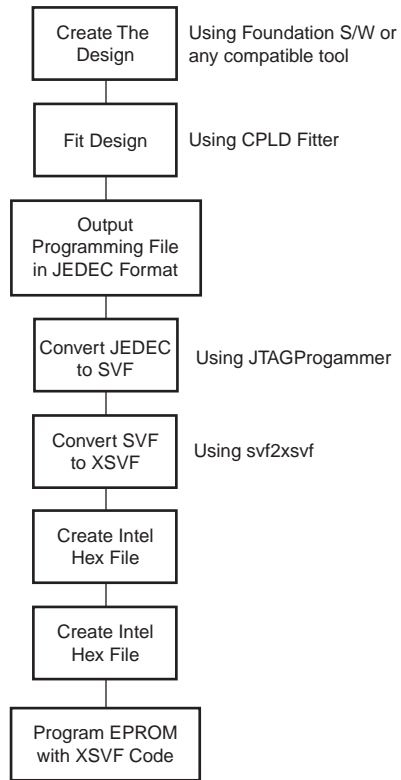 Create The
Design
Using Foundation S/W or
any compatible tool
Fit Design
Using CPLD Fitter
Output
Programming File
in JEDEC Format
Convert JEDEC
to SVF
Using JTAGProgammer
Convert SVF
to XSVF
Using svf2xsvf
Create Intel
Hex File
Create Intel
Hex File
Program EPROM
with XSVF Code